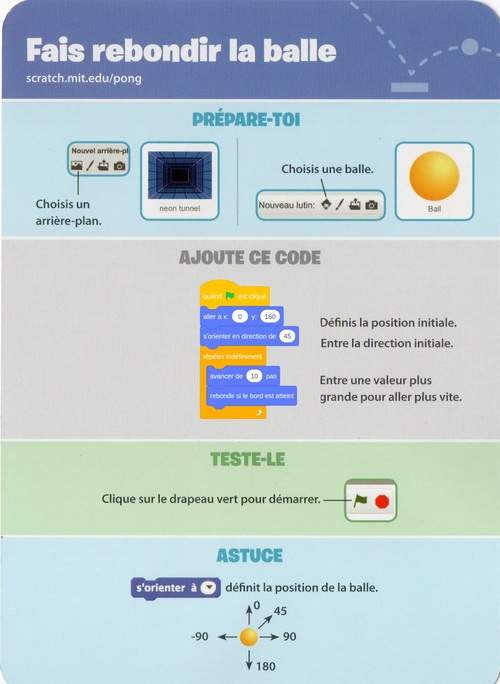 Fais rebondir la balle
scratch.mit.edu/pong
PRÉPARE-TOI
Nouvel arrière-pl
Choisis un
arrière-plan.
neon tunnel
Choisis une balle.
Nouveau lutin:
Ball
AJOUTE CE CODE
quand est cliqué
aller à x: 0 y: 160
s'orienter en direction de 45
répéter indéfiniment
avancer de 10 pas
rebondir si le bord est atteint
Définis la position initiale.
Entre la direction initiale.
Entre une valeur plus
grande pour aller plus vite.
TESTE-LE
Clique sur le drapeau vert pour démarrer.
ASTUCE
s'orienter à définit la position de la balle.
0
45
-90
90
180